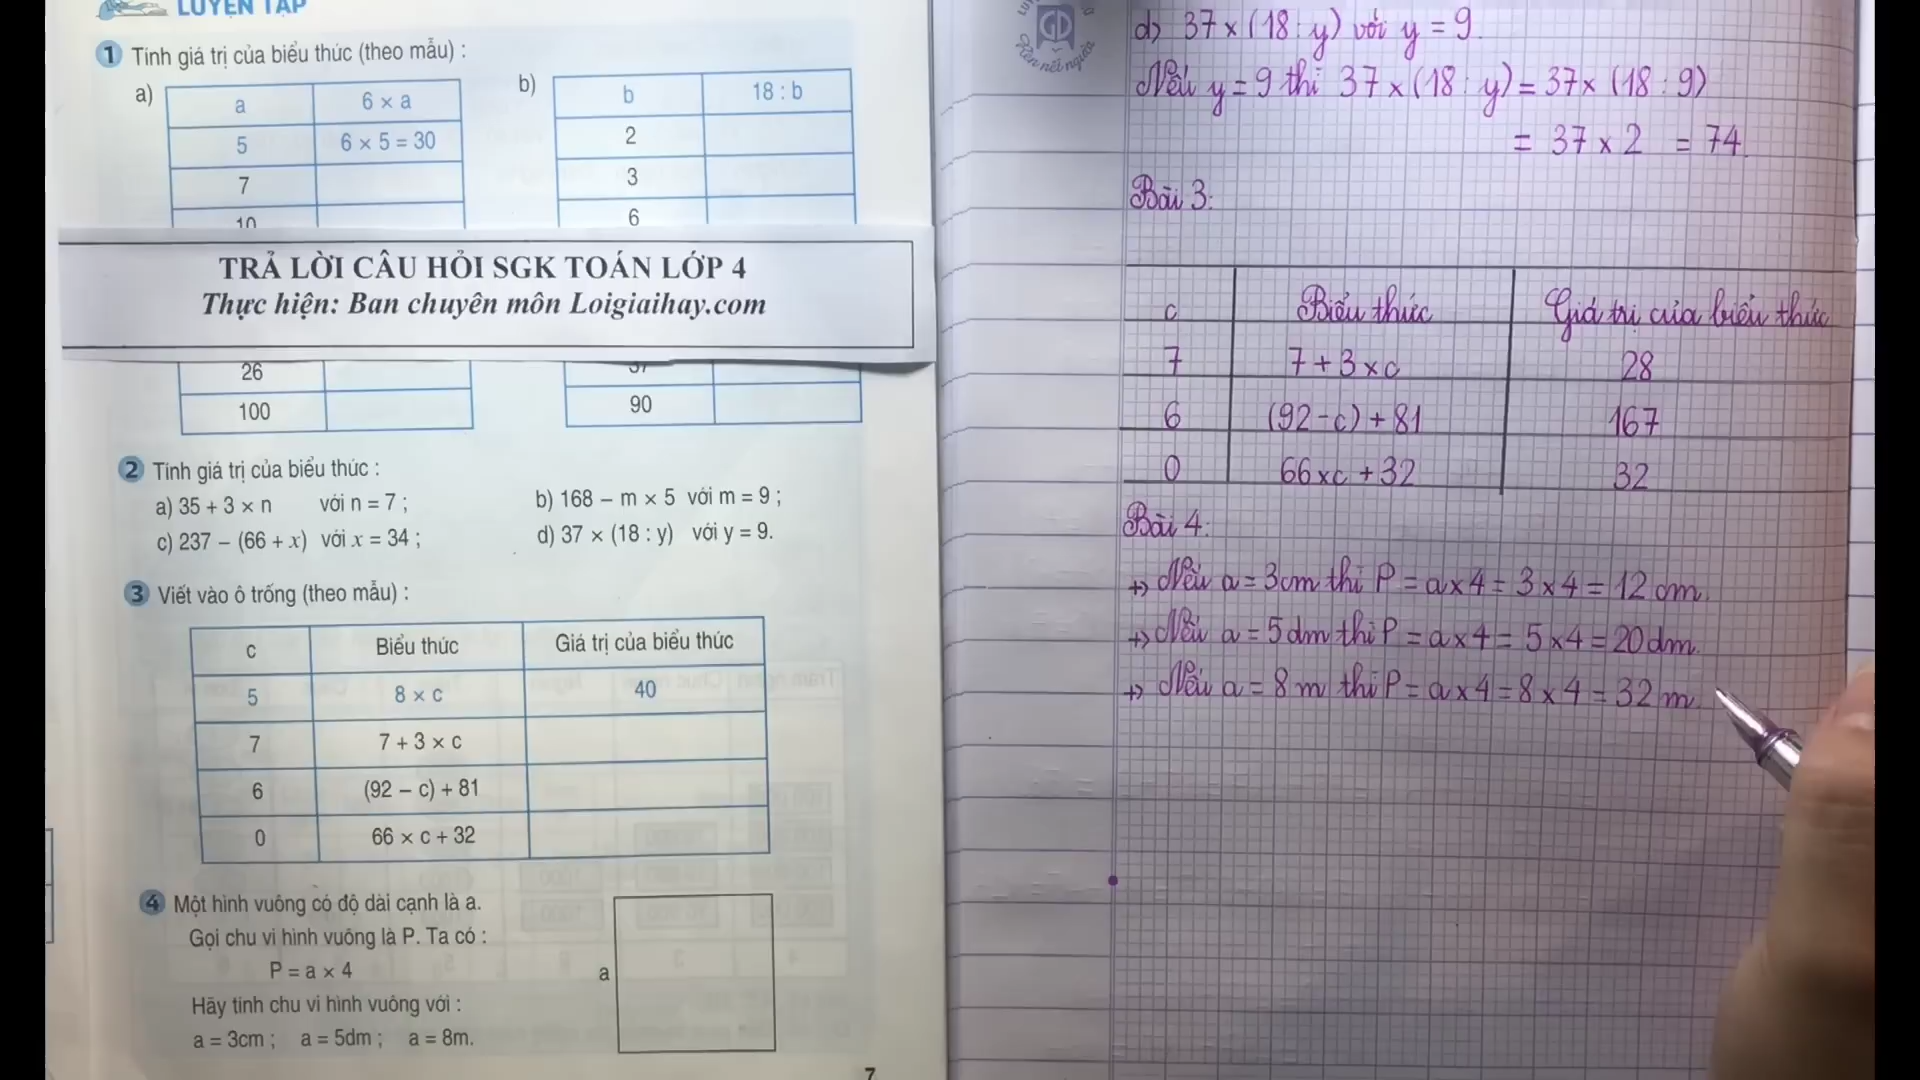 LUYỆN TẬP
1 Tính giá trị của biểu thức (theo mẫu) :
a)
a 6 × a
5 6 × 5 = 30
7
10
b)
b 18 : b
2
3
6
TRẢ LỜI CÂU HỎI SGK TOÁN LỚP 4
Thực hiện: Ban chuyên môn Loigiaihay.com
26
100
37
90
2 Tính giá trị của biểu thức :
a) 35 + 3 × n với n = 7 ; b) 168 – m × 5 với m = 9 ;
c) 237 – (66 + x) với x = 34 ; d) 37 × (18 : y) với y = 9.
3 Viết vào ô trống (theo mẫu) :
c Biểu thức Giá trị của biểu thức
5 8 × c 40
7 7 + 3 × c
6 (92 – c) + 81
0 66 × c + 32
4 Một hình vuông có độ dài cạnh là a.
Gọi chu vi hình vuông là P. Ta có :
P = a × 4
a
Hãy tính chu vi hình vuông với :
a = 3cm ; a = 5dm ; a = 8m.
7
GD
Rèn nết người
d) 37 × (18 : y) với y = 9.
Nếu y = 9 thì 37 × (18 : y) = 37 × (18 : 9)
= 37 × 2 = 74.
Bài 3:
c Biểu thức Giá trị của biểu thức
7 7 + 3 × c 28
6 (92 - c) + 81 167
0 66 × c + 32 32
Bài 4:
+) Nếu a = 3cm thì P = a × 4 = 3 × 4 = 12 cm.
+) Nếu a = 5 dm thì P = a × 4 = 5 × 4 = 20 dm.
+) Nếu a = 8 m thì P = a × 4 = 8 × 4 = 32 m.